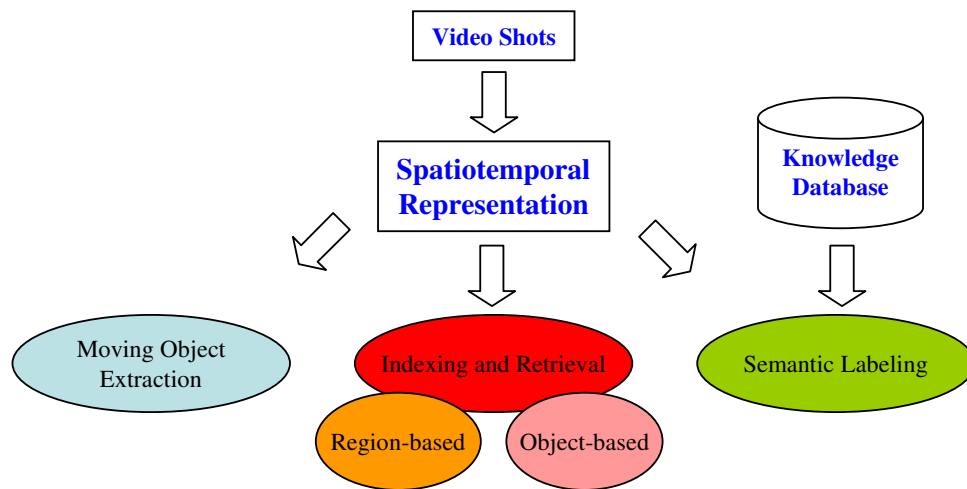 Video Shots
Spatiotemporal
Representation
Knowledge
Database
Moving Object
Extraction
Indexing and Retrieval
Semantic Labeling
Region-based
Object-based